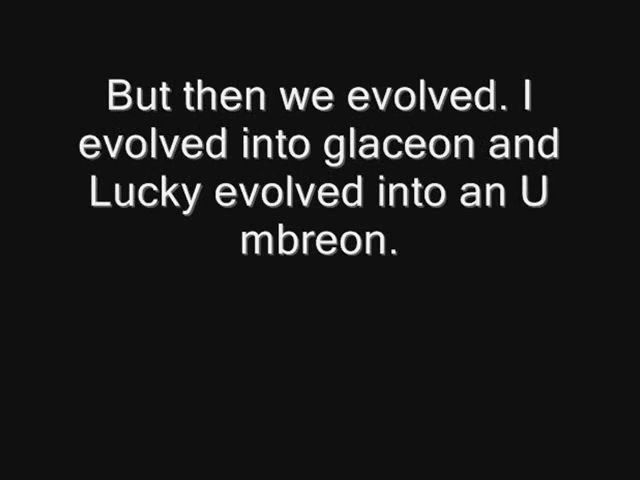 But then we evolved. I
evolved into glaceon and
Lucky evolved into an U
mbreon.